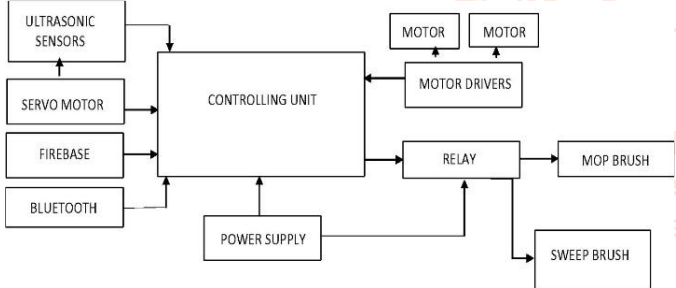 ULTRASONIC
SENSORS
MOTOR
MOTOR
SERVO MOTOR
CONTROLLING UNIT
MOTOR DRIVERS
FIREBASE
RELAY
MOP BRUSH
BLUETOOTH
POWER SUPPLY
SWEEP BRUSH